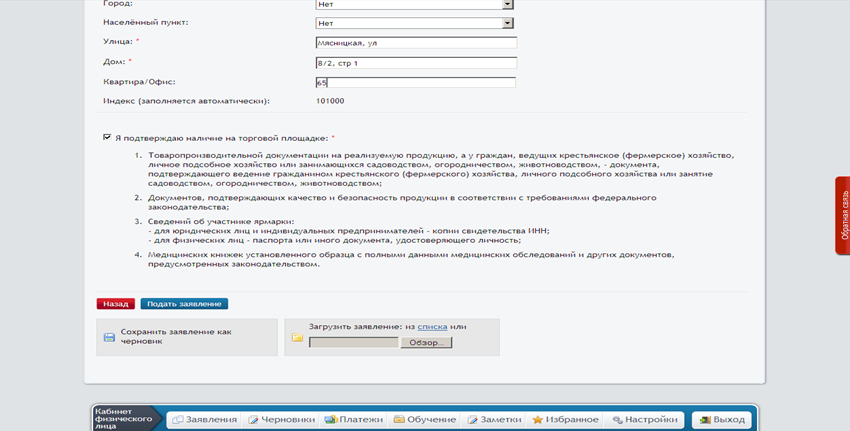 Город:
Нет
Населённый пункт:
Нет
Улица: *
Мясницкая, ул
Дом: *
8/2, стр 1
Квартира/Офис:
65
Индекс (заполняется автоматически):
101000
Я подтверждаю наличие на торговой площадке: *
1. Товаропроизводительной документации на реализуемую продукцию, а у граждан, ведущих крестьянское (фермерское) хозяйство,
личное подсобное хозяйство или занимающихся садоводством, огородничеством, животноводством, - документа,
подтверждающего ведение гражданином крестьянского (фермерского) хозяйства, личного подсобного хозяйства или занятие
садоводством, огородничеством, животноводством;
2. Документов, подтверждающих качество и безопасность продукции в соответствии с требованиями федерального
законодательства;
3. Сведений об участнике ярмарки:
- для юридических лиц и индивидуальных предпринимателей - копии свидетельства ИНН;
- для физических лиц - паспорта или иного документа, удостоверяющего личность;
4. Медицинских книжек установленного образца с полными данными медицинских обследований и других документов,
предусмотренных законодательством.
Назад
Подать заявление
Сохранить заявление как
черновик
Загрузить заявление: из списка или
Обзор...
Обратная связь
Кабинет
физического
лица
Заявления
Черновики
Платежи
Обучение
Заметки
Избранное
Настройки
Выход